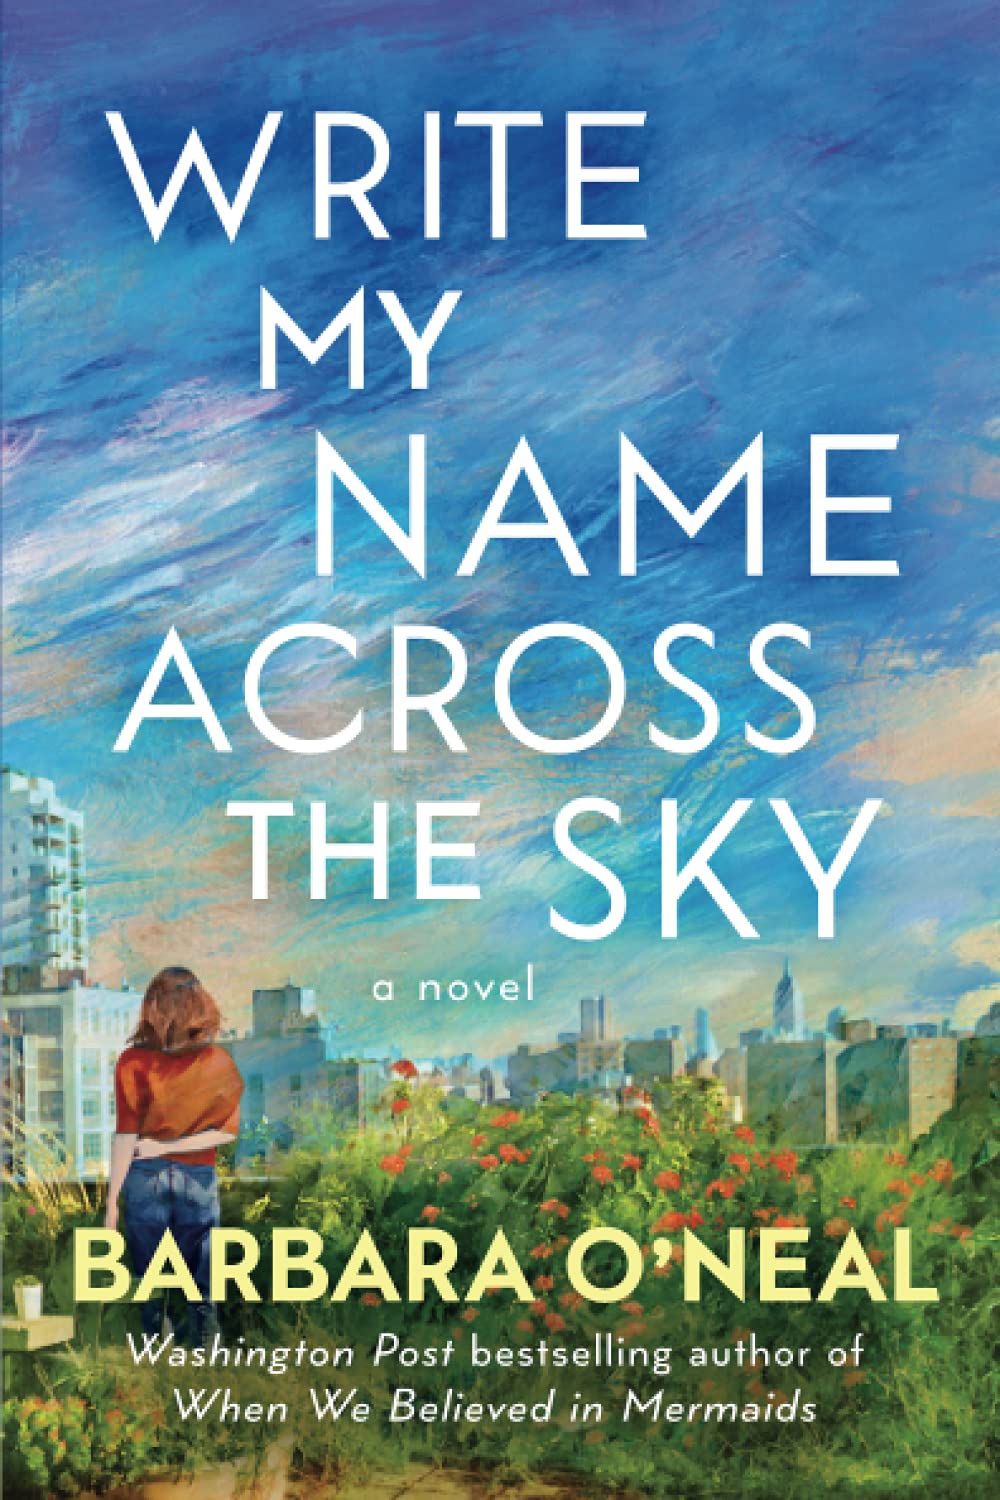 WRITE
MY
NAME
ACROSS
THE SKY
a novel
BARBARA O'NEAL
Washington Post bestselling author of
When We Believed in Mermaids